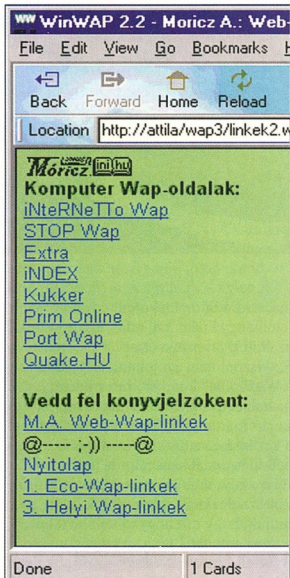 WinWAP 2.2 - Moricz A.: Web-
File Edit View Go Bookmarks
Back Forward Home Reload
Location http://attila/wap3/linkek2.w
Móricz ini hu
Komputer Wap-oldalak:
iNteRNeTTo Wap
STOP Wap
Extra
iNDEX
Kukker
Prim Online
Port Wap
Quake.HU
Vedd fel konyvjelzokent:
M.A. Web-Wap-linkek
@----- ;-)) -----@
Nyitolap
1. Eco-Wap-linkek
3. Helyi Wap-linkek
Done 1 Cards